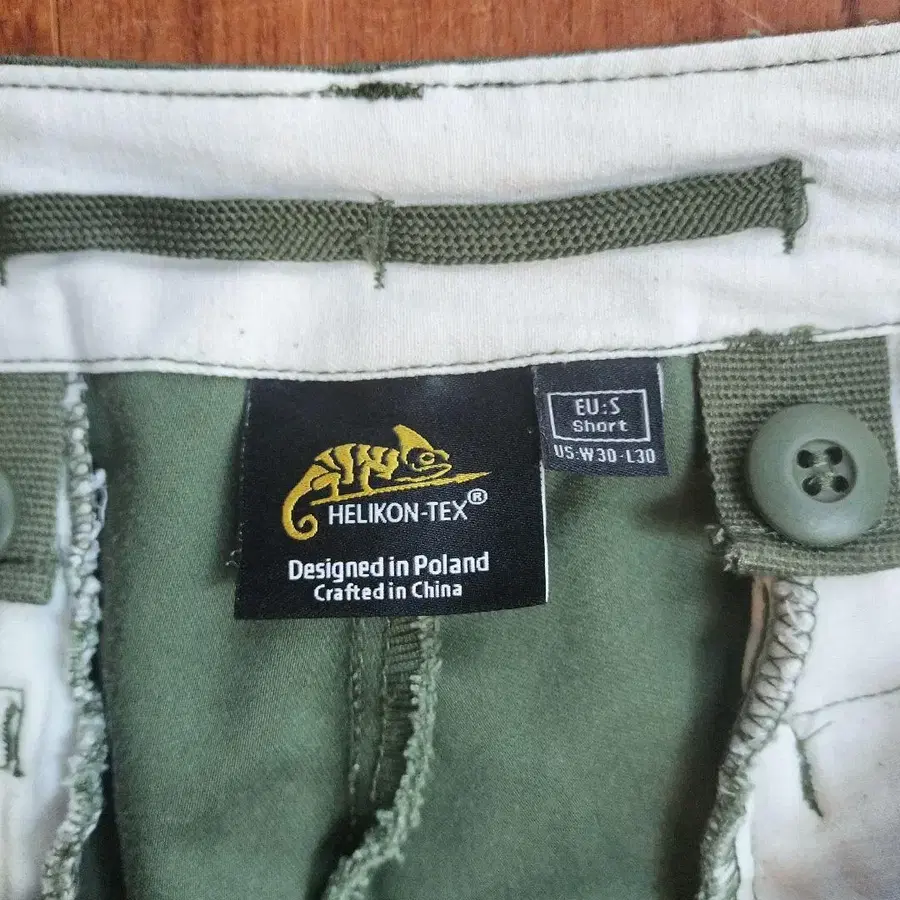 HELIKON-TEX®
Designed in Poland
Crafted in China
EU:S
Short
US:W30-L30